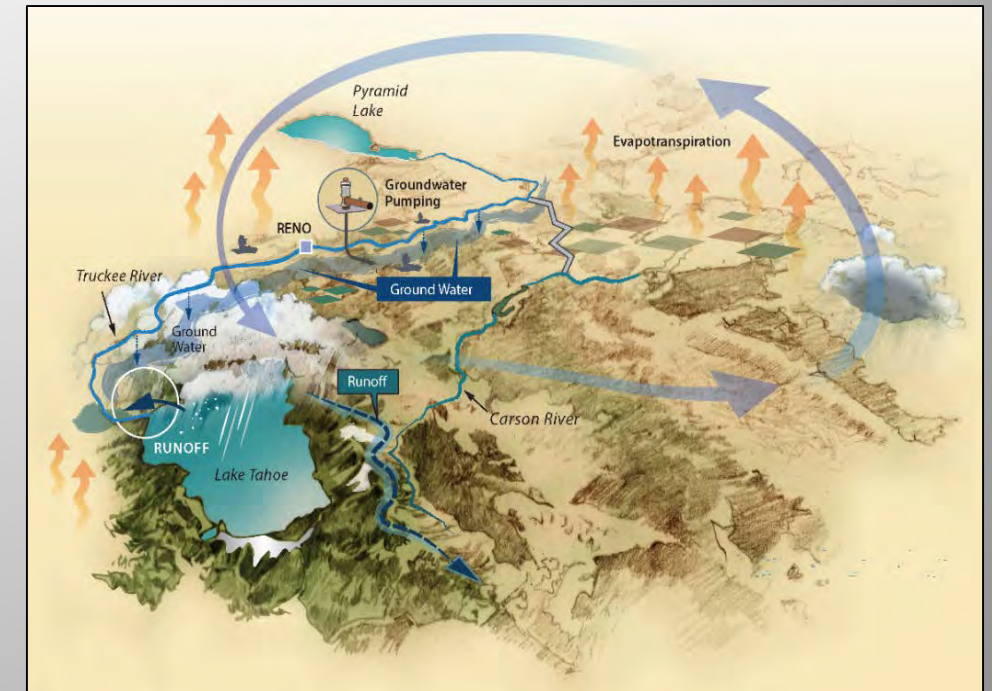 Pyramid
Lake
Evapotranspiration
Groundwater
Pumping
RENO
Truckee River
Ground Water
Ground
Water
Runoff
Carson River
RUNOFF
Lake Tahoe